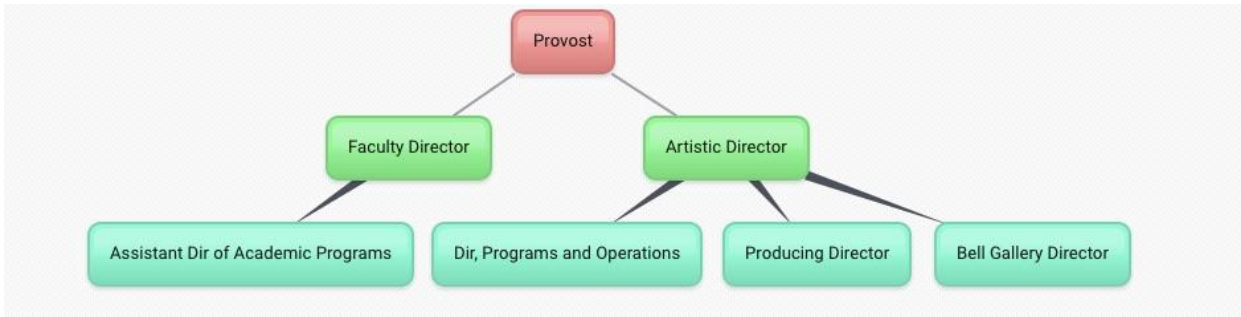 Provost
Faculty Director
Artistic Director
Assistant Dir of Academic Programs
Dir, Programs and Operations
Producing Director
Bell Gallery Director